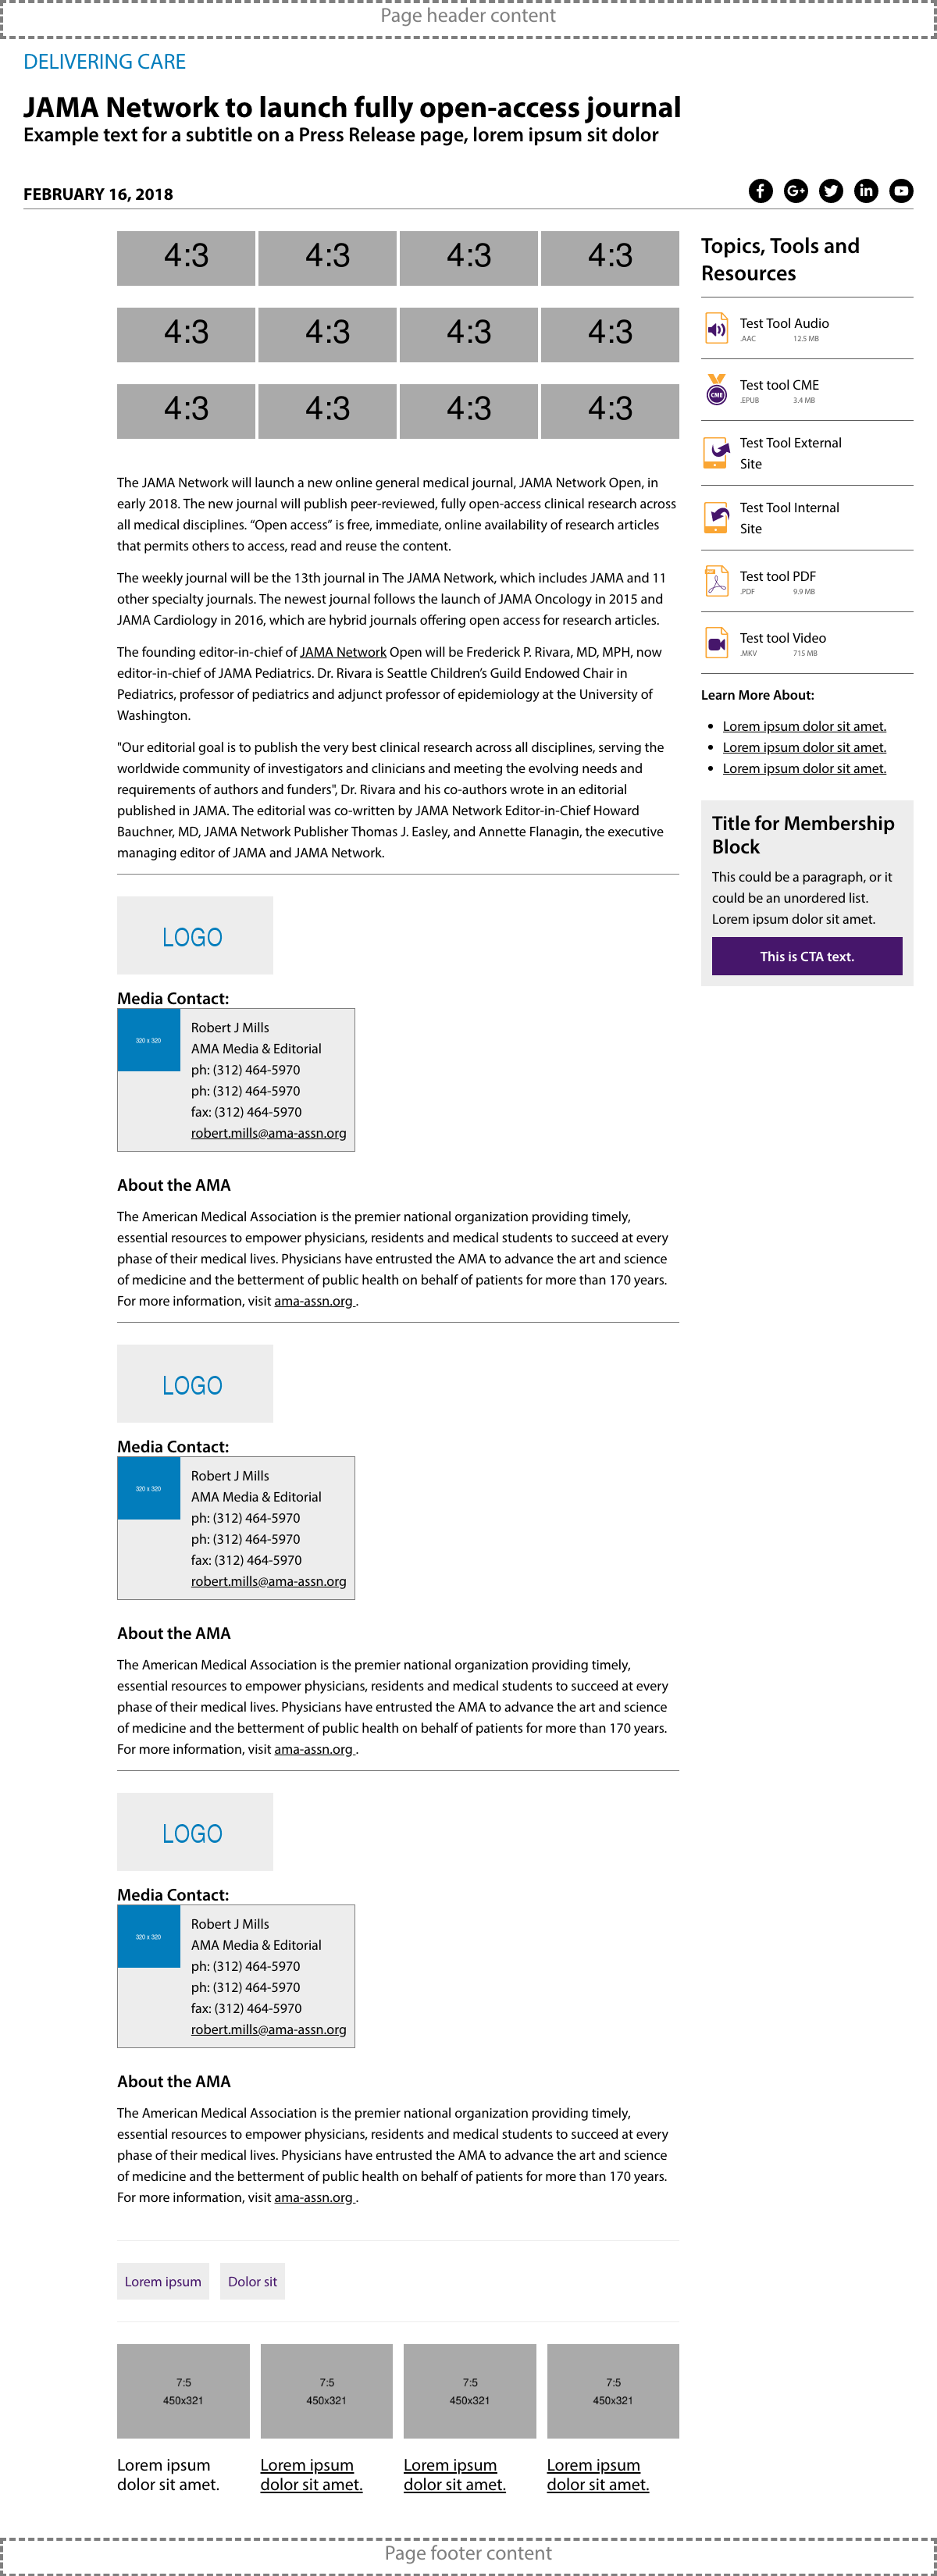 Page header content
DELIVERING CARE
JAMA Network to launch fully open-access journal
Example text for a subtitle on a Press Release page, lorem ipsum sit dolor
FEBRUARY 16, 2018
4:3 4:3 4:3 4:3
4:3 4:3 4:3 4:3
4:3 4:3 4:3 4:3
The JAMA Network will launch a new online general medical journal, JAMA Network Open, in
early 2018. The new journal will publish peer-reviewed, fully open-access clinical research across
all medical disciplines. “Open access” is free, immediate, online availability of research articles
that permits others to access, read and reuse the content.
The weekly journal will be the 13th journal in The JAMA Network, which includes JAMA and 11
other specialty journals. The newest journal follows the launch of JAMA Oncology in 2015 and
JAMA Cardiology in 2016, which are hybrid journals offering open access for research articles.
The founding editor-in-chief of JAMA Network Open will be Frederick P. Rivara, MD, MPH, now
editor-in-chief of JAMA Pediatrics. Dr. Rivara is Seattle Children’s Guild Endowed Chair in
Pediatrics, professor of pediatrics and adjunct professor of epidemiology at the University of
Washington.
"Our editorial goal is to publish the very best clinical research across all disciplines, serving the
worldwide community of investigators and clinicians and meeting the evolving needs and
requirements of authors and funders", Dr. Rivara and his co-authors wrote in an editorial
published in JAMA. The editorial was co-written by JAMA Network Editor-in-Chief Howard
Bauchner, MD, JAMA Network Publisher Thomas J. Easley, and Annette Flanagin, the executive
managing editor of JAMA and JAMA Network.
LOGO
Media Contact:
320 x 320
Robert J Mills
AMA Media & Editorial
ph: (312) 464-5970
ph: (312) 464-5970
fax: (312) 464-5970
robert.mills@ama-assn.org
About the AMA
The American Medical Association is the premier national organization providing timely,
essential resources to empower physicians, residents and medical students to succeed at every
phase of their medical lives. Physicians have entrusted the AMA to advance the art and science
of medicine and the betterment of public health on behalf of patients for more than 170 years.
For more information, visit ama-assn.org .
LOGO
Media Contact:
320 x 320
Robert J Mills
AMA Media & Editorial
ph: (312) 464-5970
ph: (312) 464-5970
fax: (312) 464-5970
robert.mills@ama-assn.org
About the AMA
The American Medical Association is the premier national organization providing timely,
essential resources to empower physicians, residents and medical students to succeed at every
phase of their medical lives. Physicians have entrusted the AMA to advance the art and science
of medicine and the betterment of public health on behalf of patients for more than 170 years.
For more information, visit ama-assn.org .
LOGO
Media Contact:
320 x 320
Robert J Mills
AMA Media & Editorial
ph: (312) 464-5970
ph: (312) 464-5970
fax: (312) 464-5970
robert.mills@ama-assn.org
About the AMA
The American Medical Association is the premier national organization providing timely,
essential resources to empower physicians, residents and medical students to succeed at every
phase of their medical lives. Physicians have entrusted the AMA to advance the art and science
of medicine and the betterment of public health on behalf of patients for more than 170 years.
For more information, visit ama-assn.org .
Lorem ipsum Dolor sit
7:5 7:5 7:5 7:5
450x321 450x321 450x321 450x321
Lorem ipsum Lorem ipsum Lorem ipsum Lorem ipsum
dolor sit amet. dolor sit amet. dolor sit amet. dolor sit amet.
Topics, Tools and
Resources
Test Tool Audio
.AAC 12.5 MB
CME
Test tool CME
.EPUB 3.4 MB
Test Tool External
Site
Test Tool Internal
Site
Test tool PDF
.PDF 9.9 MB
Test tool Video
.MKV 715 MB
Learn More About:
Lorem ipsum dolor sit amet.
Lorem ipsum dolor sit amet.
Lorem ipsum dolor sit amet.
Title for Membership
Block
This could be a paragraph, or it
could be an unordered list.
Lorem ipsum dolor sit amet.
This is CTA text.
Page footer content